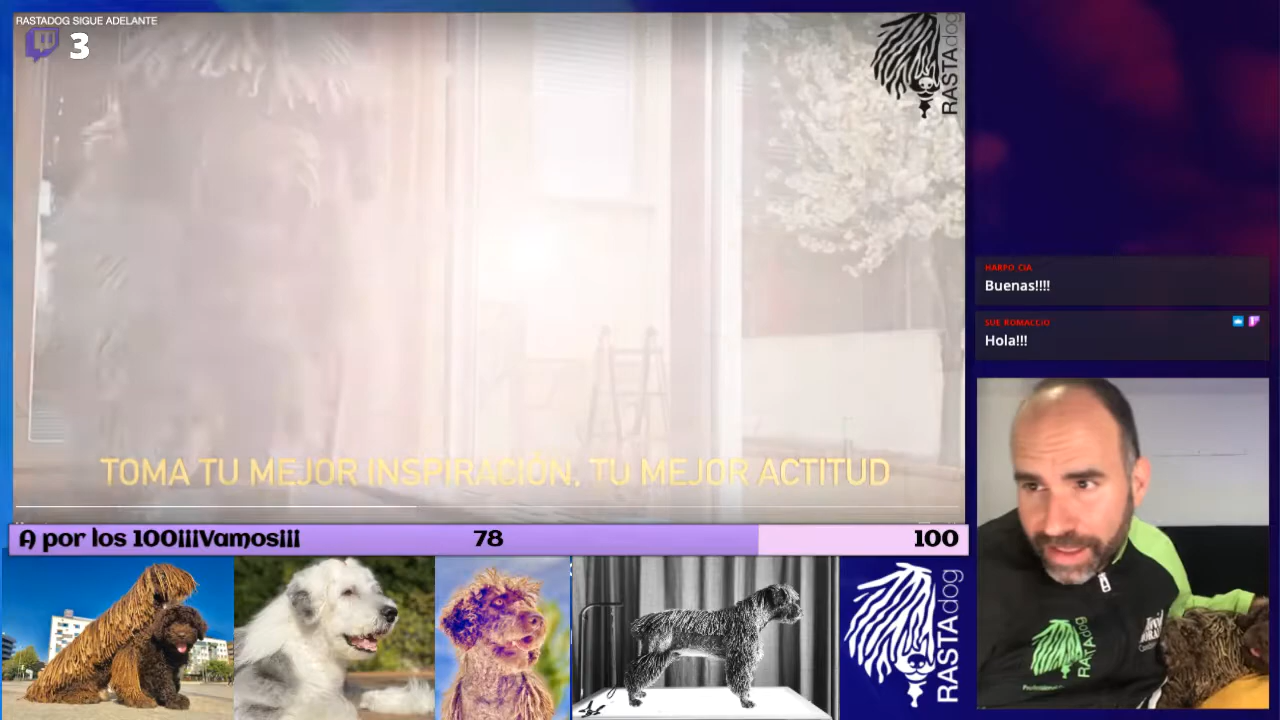 RASTADOG SIGUE ADELANTE
3
RASTAdog
HARPO_CIA
Buenas!!!!
SUE ROMACCIO
Hola!!!
TOMA TU MEJOR INSPIRACIÓN, TU MEJOR ACTITUD
A por los 100¡¡¡Vamos¡¡¡ 78 100
RASTAdog
RASTAdog